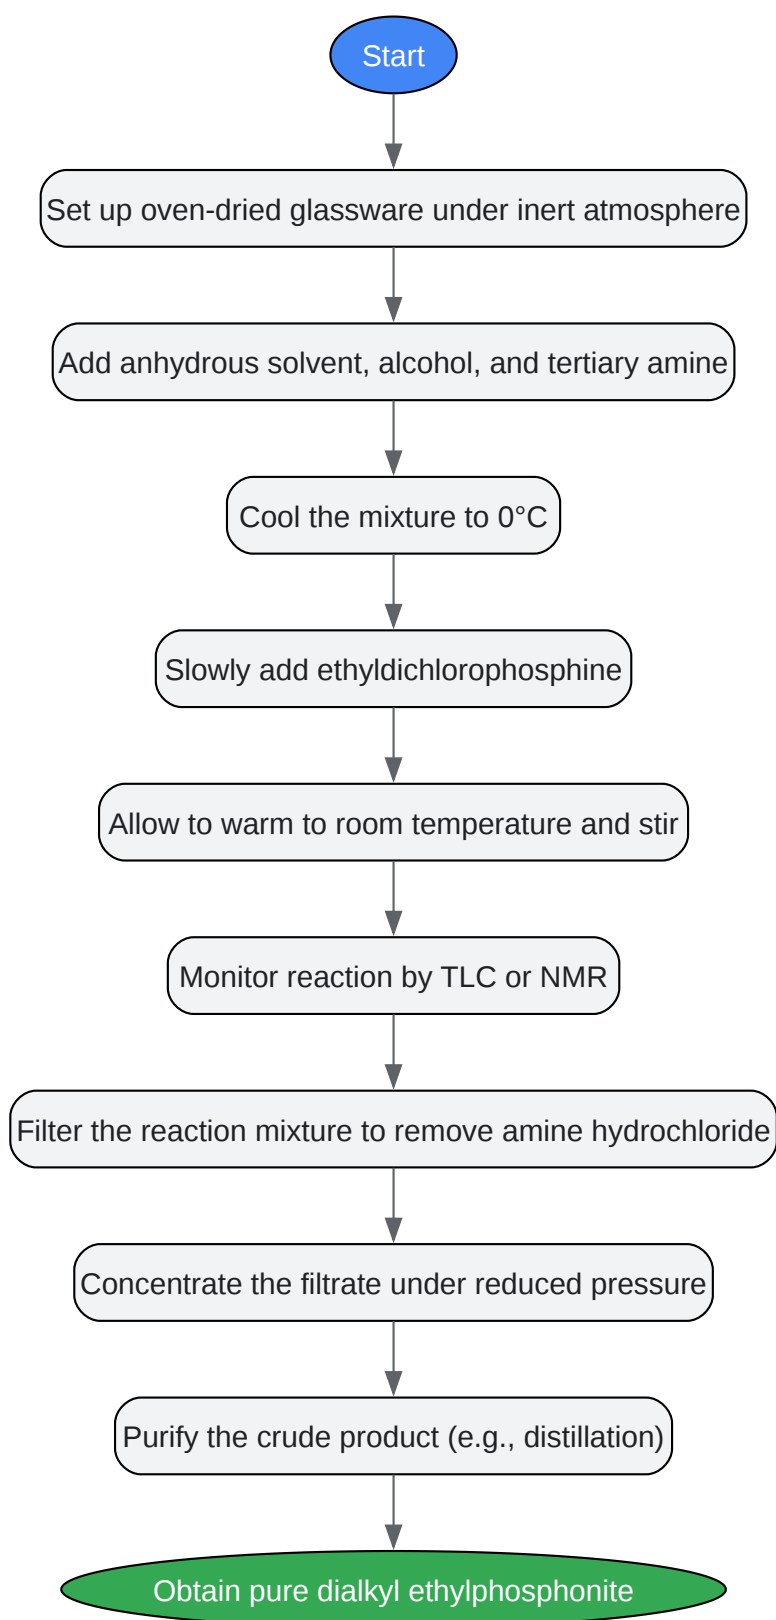 Start
Set up oven-dried glassware under inert atmosphere
Add anhydrous solvent, alcohol, and tertiary amine
Cool the mixture to 0°C
Slowly add ethyldichlorophosphine
Allow to warm to room temperature and stir
Monitor reaction by TLC or NMR
Filter the reaction mixture to remove amine hydrochloride
Concentrate the filtrate under reduced pressure
Purify the crude product (e.g., distillation)
Obtain pure dialkyl ethylphosphonite